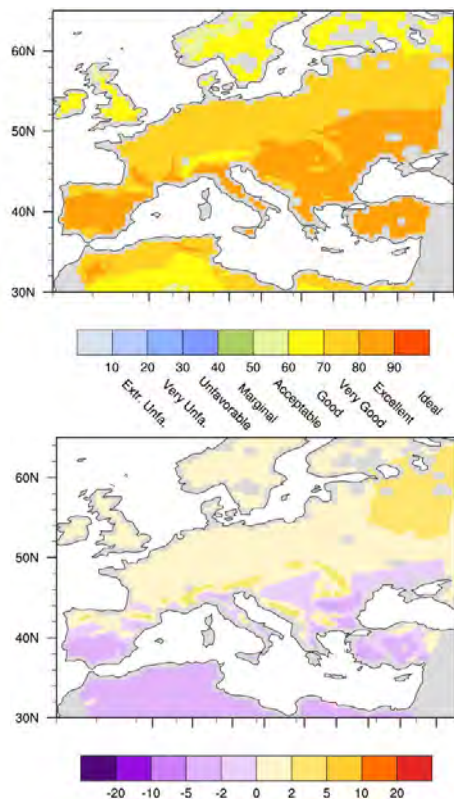 60N
50N
40N
30N
10 20 30 40 50 60 70 80 90
Extr. Unfa. Very Unfa. Unfavorable Marginal Acceptable Good Very Good Excellent Ideal
60N
50N
40N
30N
-20 -10 -5 -2 0 2 5 10 20